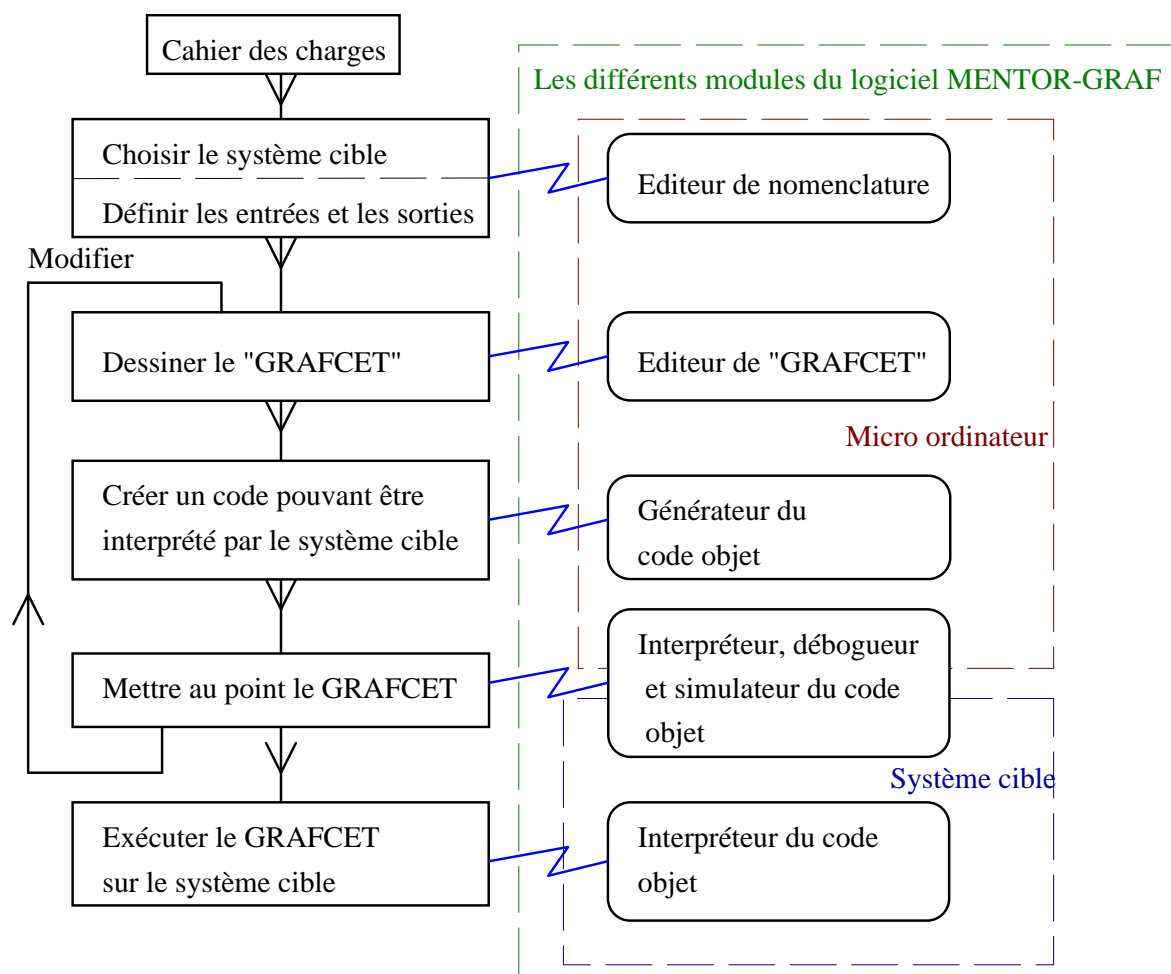 Cahier des charges
Les différents modules du logiciel MENTOR-GRAF
Choisir le système cible
Définir les entrées et les sorties
Editeur de nomenclature
Modifier
Dessiner le "GRAFCET"
Editeur de "GRAFCET"
Micro ordinateur
Créer un code pouvant être
interprété par le système cible
Générateur du
code objet
Mettre au point le GRAFCET
Interpréteur, débogueur
et simulateur du code
objet
Système cible
Exécuter le GRAFCET
sur le système cible
Interpréteur du code
objet